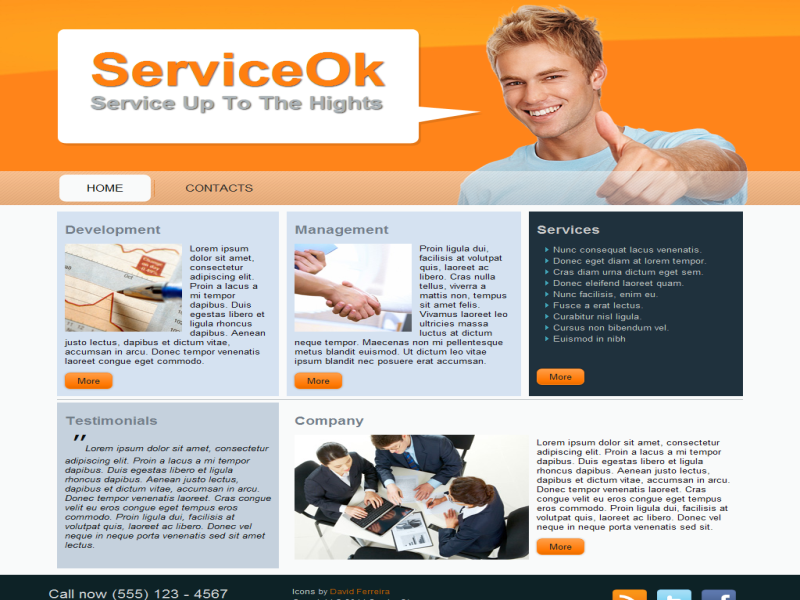 ServiceOk
Service Up To The Hights
HOME
CONTACTS
Development
Lorem ipsum
dolor sit amet,
consectetur
adipiscing elit.
Proin a lacus a
mi tempor
dapibus. Duis
egestas libero et
ligula rhoncus
dapibus. Aenean
justo lectus, dapibus et dictum vitae,
accumsan in arcu. Donec tempor venenatis
laoreet congue eget commodo.
More
Management
Proin ligula dui,
facilisis at volutpat
quis, laoreet ac
libero. Cras nulla
tellus, viverra a
mattis non, tempus
sit amet felis.
Vivamus laoreet leo
ultricies massa
luctus at dictum
neque tempor. Maecenas non mi pellentesque
metus blandit euismod. Ut dictum leo vitae
ipsum blandit nec posuere erat accumsan.
More
Services
Nunc consequat lacus venenatis.
Donec eget diam at lorem tempor.
Cras diam urna dictum eget sem.
Donec eleifend laoreet quam.
Nunc facilisis, enim eu.
Fusce a erat lectus.
Curabitur nisl ligula.
Cursus non bibendum vel.
Euismod in nibh
More
Testimonials
" Lorem ipsum dolor sit amet, consectetur
adipiscing elit. Proin a lacus a mi tempor
dapibus. Duis egestas libero et ligula
rhoncus dapibus. Aenean justo lectus,
dapibus et dictum vitae, accumsan in arcu.
Donec tempor venenatis laoreet. Cras congue
velit eu eros congue eget tempus eros
commodo. Proin ligula dui, facilisis at
volutpat quis, laoreet ac libero. Donec vel
neque in neque porta venenatis sed sit amet
lectus.
Company
Lorem ipsum dolor sit amet, consectetur
adipiscing elit. Proin a lacus a mi tempor
dapibus. Duis egestas libero et ligula
rhoncus dapibus. Aenean justo lectus,
dapibus et dictum vitae, accumsan in arcu.
Donec tempor venenatis laoreet. Cras
congue velit eu eros congue eget tempus
eros commodo. Proin ligula dui, facilisis at
volutpat quis, laoreet ac libero. Donec vel
neque in neque porta venenatis sed sit.
More
Call now (555) 123 - 4567
Icons by David Ferreira